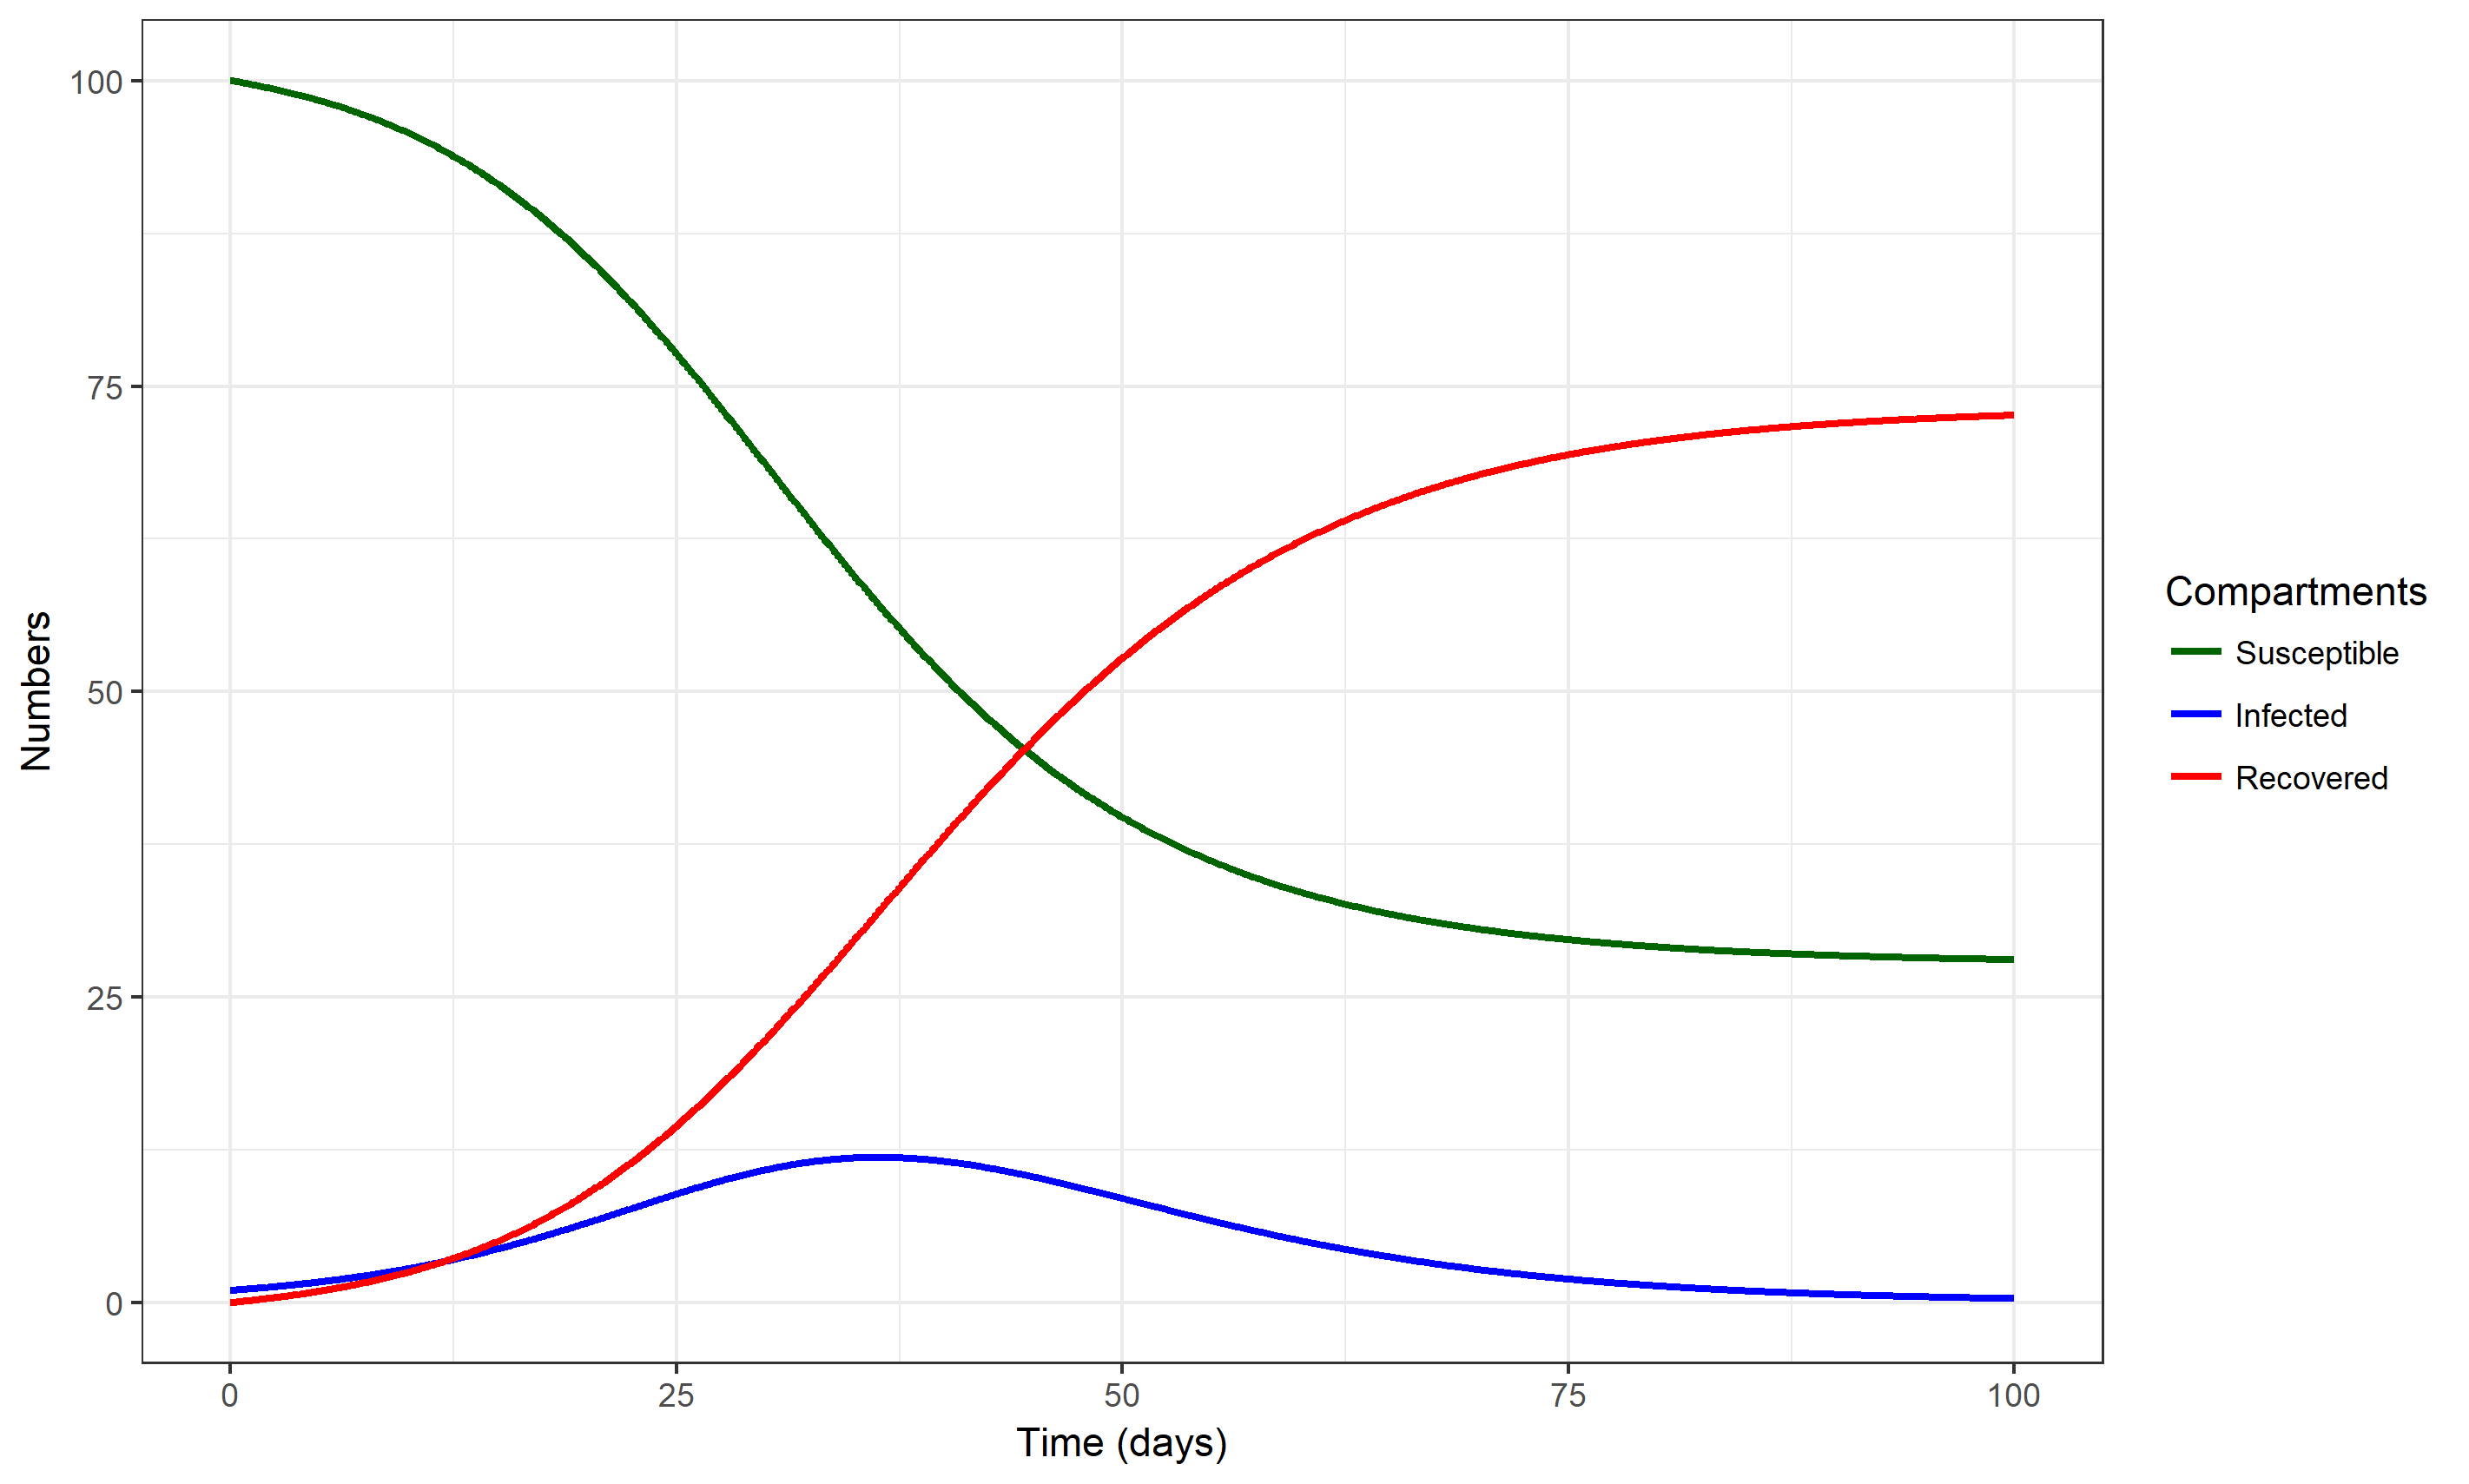 100
75
50
25
0
Numbers
0 25 50 75 100
Time (days)
Compartments
Susceptible
Infected
Recovered